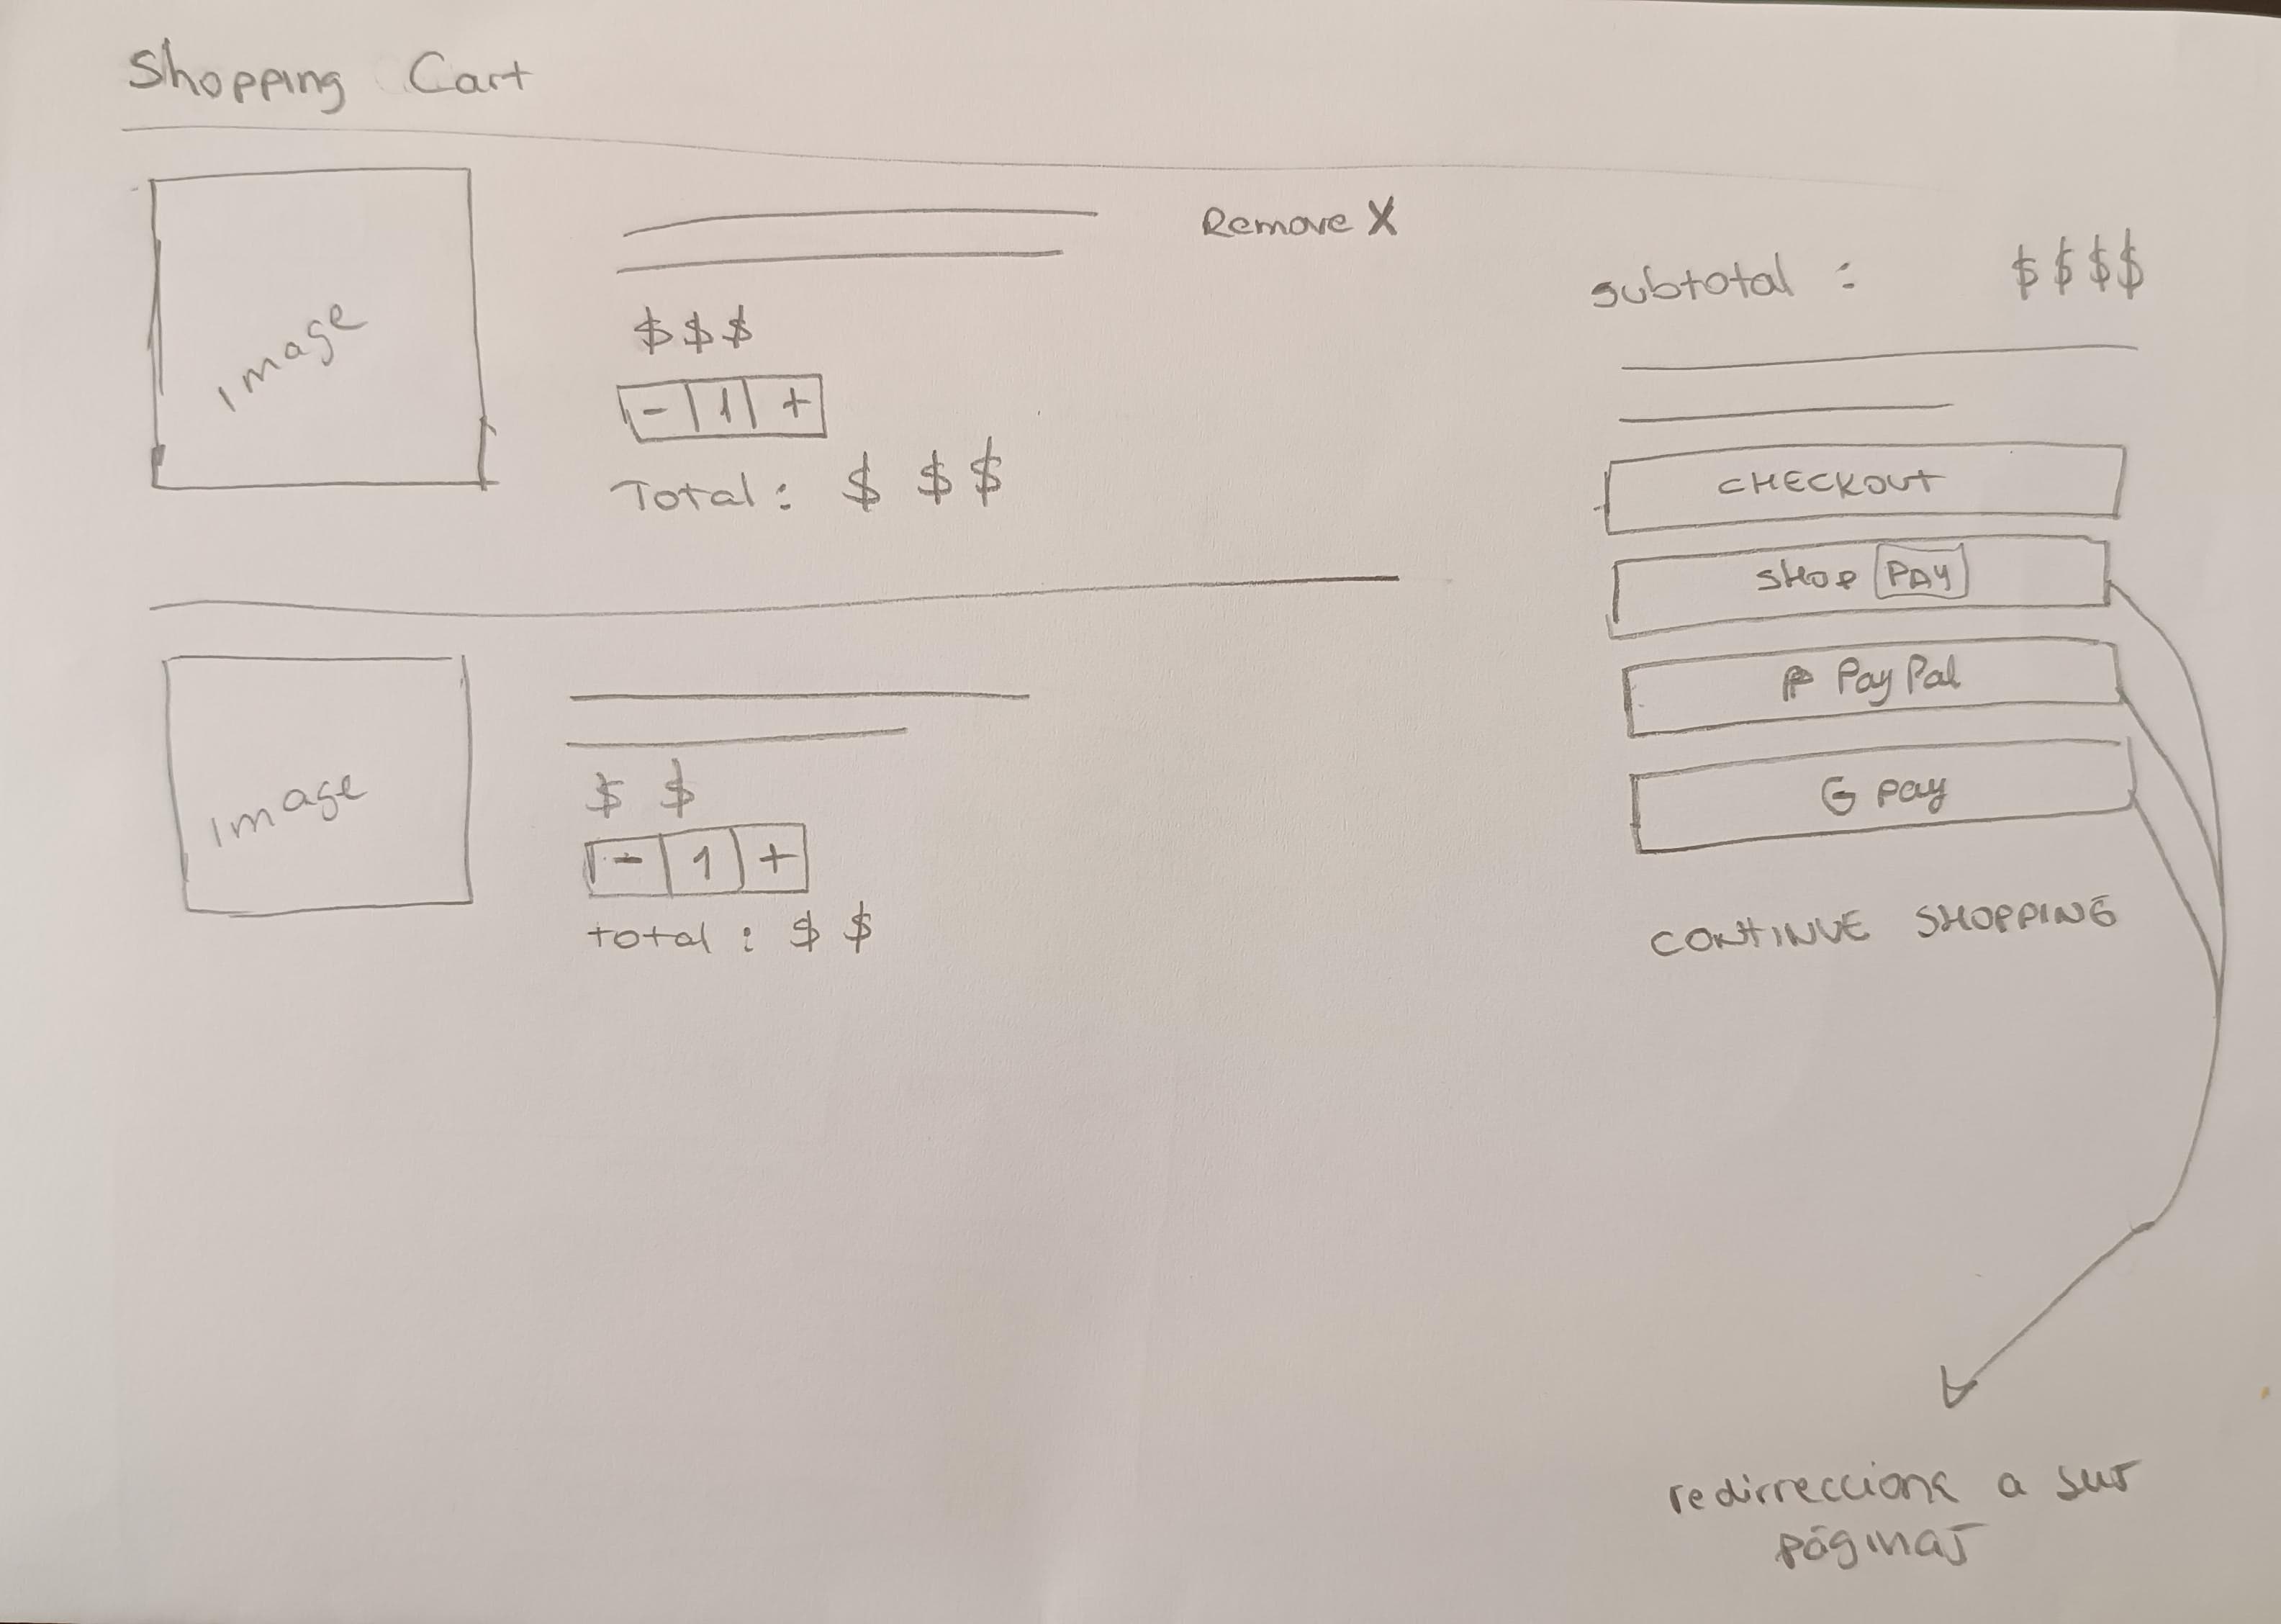 Shopping Cart
Image
Remove X
$$$
- 1 +
Total: $ $ $
Image
$ $
- 1 +
total : $ $
subtotal : $$$$
CHECKOUT
SHOP PAY
P PayPal
G pay
CONTINUE SHOPPING
redirrecciona a sus
páginas